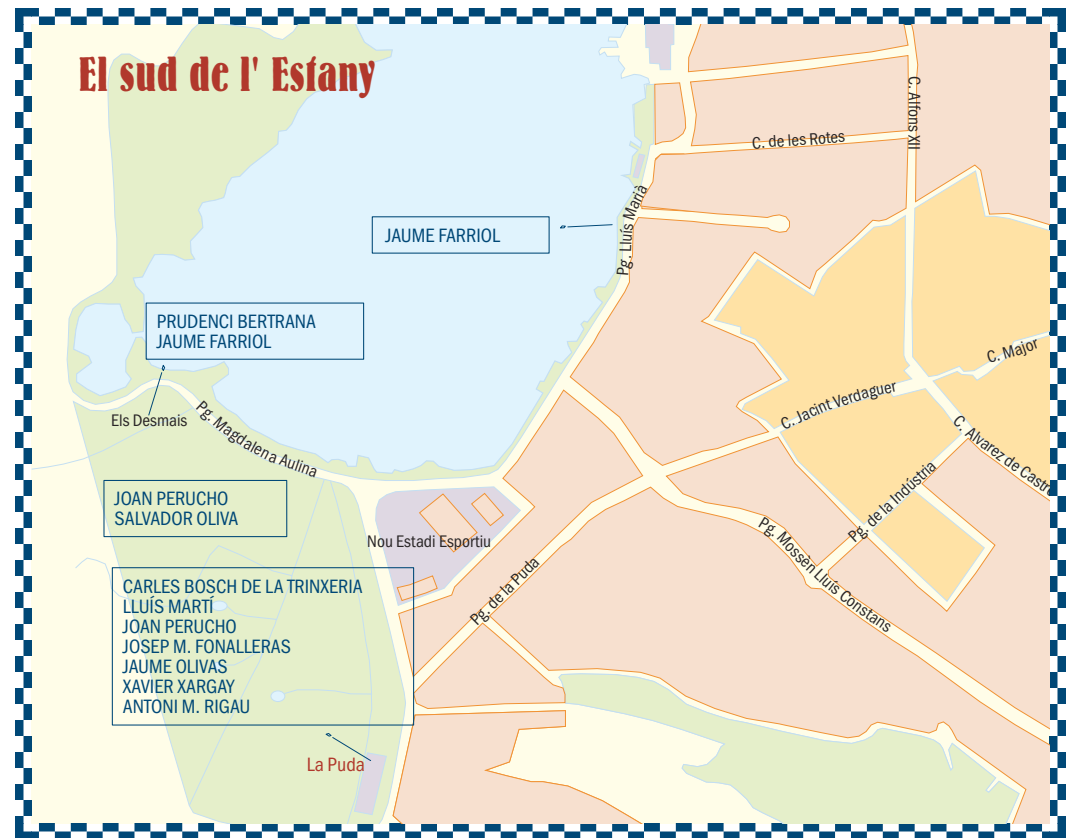 El sud de l' Estany
C. Alfons XII
C. de les Rotes
Pg. Lluís Marià
JAUME FARRIOL
PRUDENCI BERTRANA
JAUME FARRIOL
C. Major
C. Jacint Verdaguer
Els Desmais
Pg. Magdalena Aulina
C. Alvarez de Castro
Pg. de la Indústria
JOAN PERUCHO
SALVADOR OLIVA
Nou Estadi Esportiu
Pg. Mossèn Lluís Constans
Pg. de la Puda
CARLES BOSCH DE LA TRINXERIA
LLUÍS MARTÍ
JOAN PERUCHO
JOSEP M. FONALLERAS
JAUME OLIVAS
XAVIER XARGAY
ANTONI M. RIGAU
La Puda